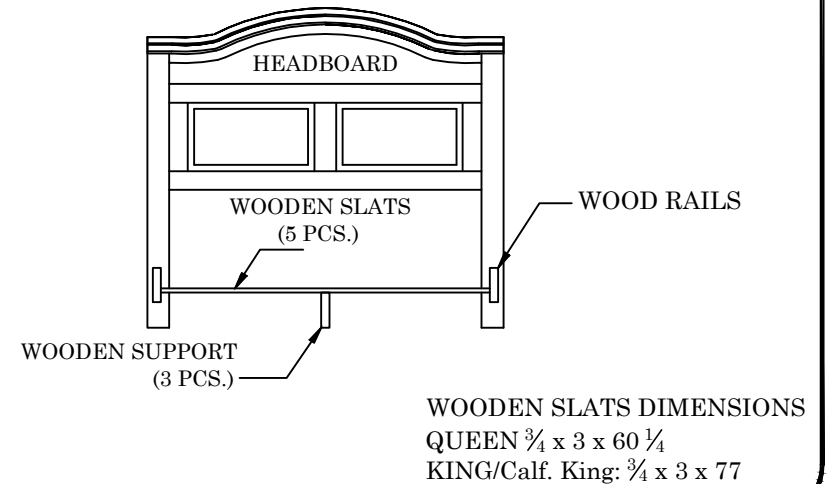 HEADBOARD
WOODEN SLATS
(5 PCS.)
WOOD RAILS
WOODEN SUPPORT
(3 PCS.)
WOODEN SLATS DIMENSIONS
QUEEN ¾ x 3 x 60 ¼
KING/Calf. King: ¾ x 3 x 77